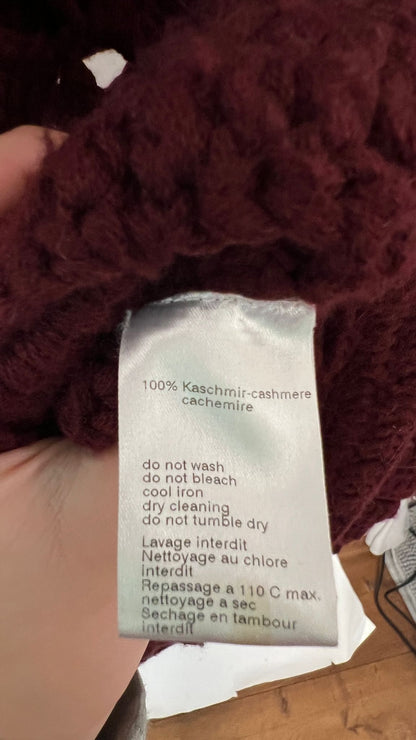 100% Kaschmir-cashmere
cachemire
do not wash
do not bleach
cool iron
dry cleaning
do not tumble dry
Lavage interdit
Nettoyage au chlore
interdit
Repassage a 110 C max.
nettoyage a sec
Sechage en tambour
interdit